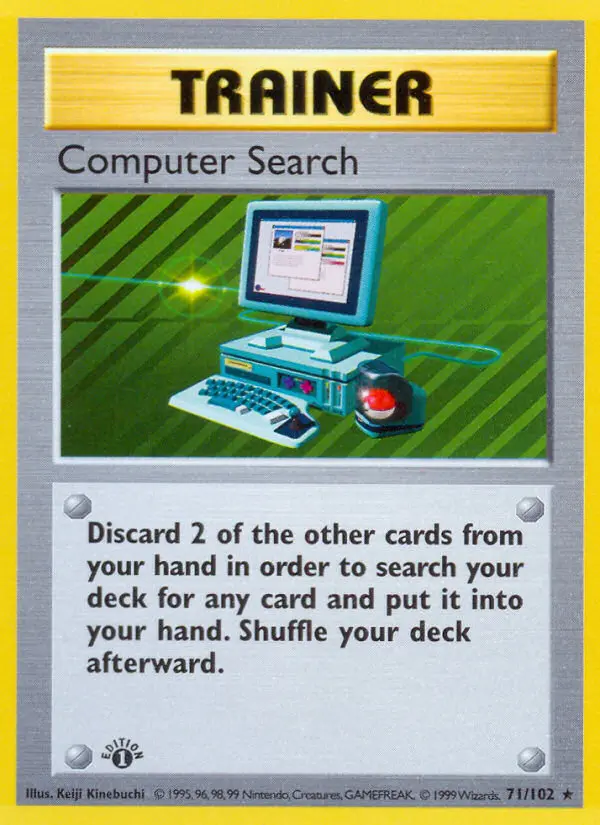 TRAINER
Computer Search
Discard 2 of the other cards from
your hand in order to search your
deck for any card and put it into
your hand. Shuffle your deck
afterward.
EDITION
1
Illus. Keiji Kinebuchi © 1995, 96, 98, 99 Nintendo, Creatures, GAMEFREAK. © 1999 Wizards. 71/102 ★